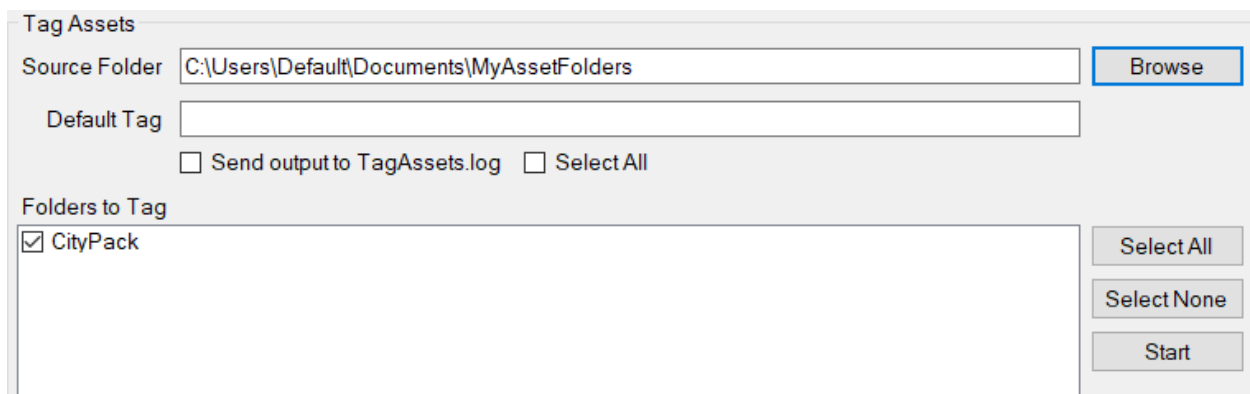 Tag Assets
Source Folder C:\Users\Default\Documents\MyAssetFolders Browse
Default Tag
Send output to TagAssets.log Select All
Folders to Tag
CityPack
Select All
Select None
Start